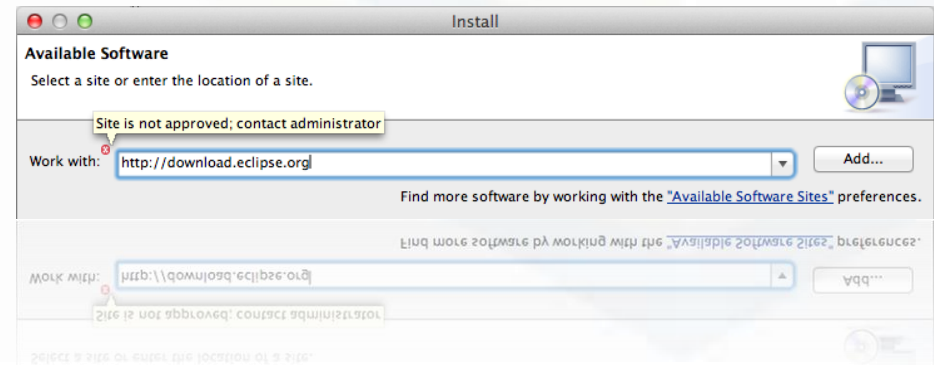 Install
Available Software
Select a site or enter the location of a site.
Site is not approved; contact administrator
Work with: http://download.eclipse.org Add...
Find more software by working with the "Available Software Sites" preferences.